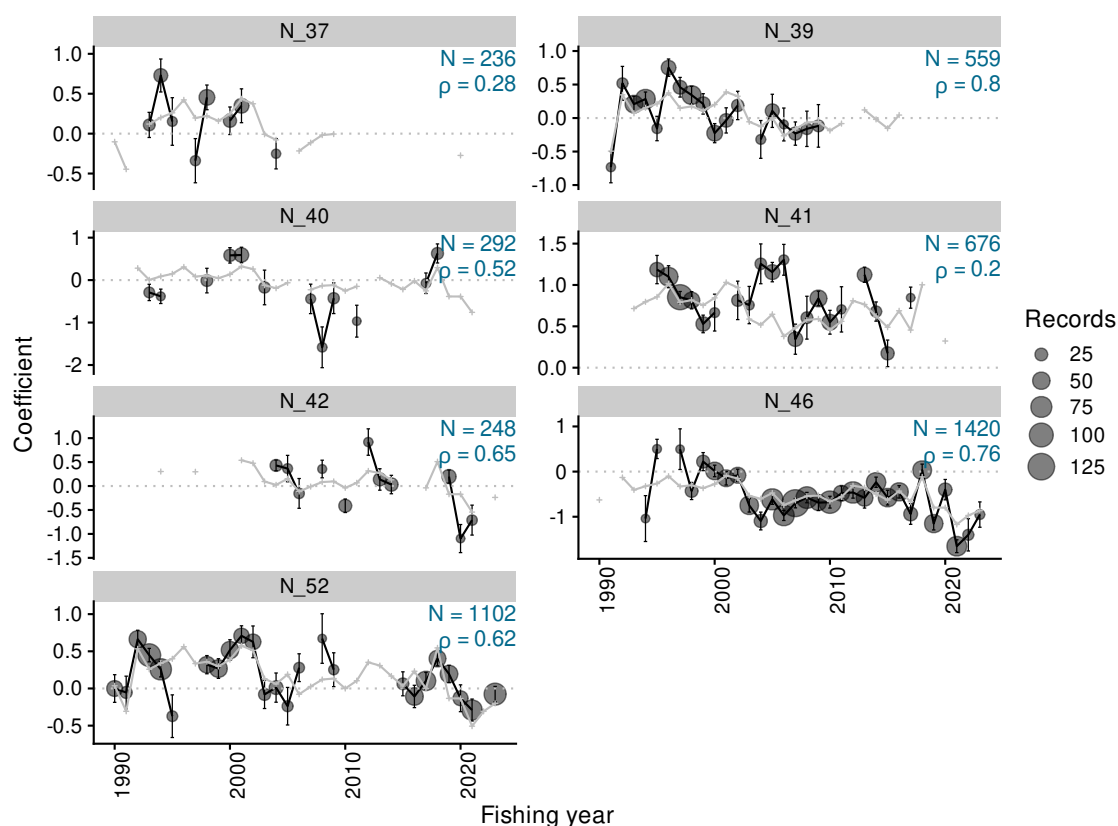 N_37
N = 236
ρ = 0.28
1.0
0.5
0.0
-0.5
N_39
N = 559
ρ = 0.8
1.0
0.5
0.0
-0.5
-1.0
N_40
N = 292
ρ = 0.52
1
0
-1
-2
N_41
N = 676
ρ = 0.2
1.5
1.0
0.5
0.0
N_42
N = 248
ρ = 0.65
1.0
0.5
0.0
-0.5
-1.0
-1.5
N_46
N = 1420
ρ = 0.76
1
0
-1
1990
2000
2010
2020
N_52
N = 1102
ρ = 0.62
1.0
0.5
0.0
-0.5
1990
2000
2010
2020
Coefficient
Fishing year
Records
25
50
75
100
125